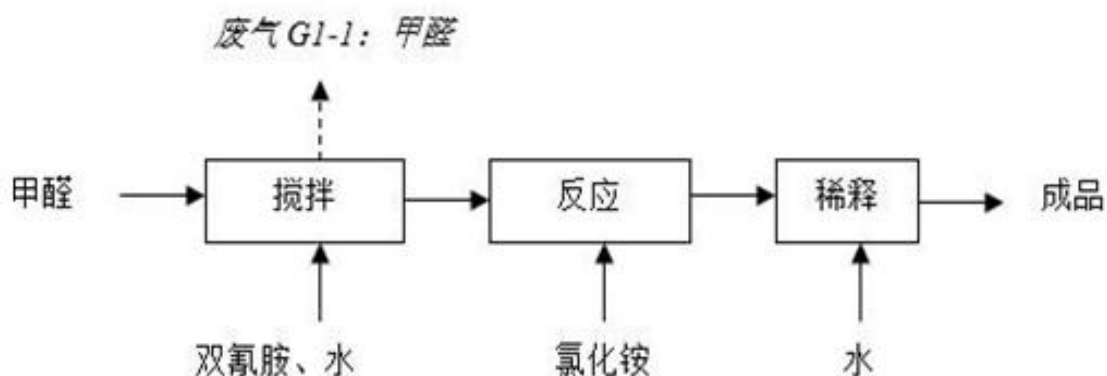 废气 G1-1：甲醛
甲醛
搅拌
反应
稀释
成品
双氰胺、水
氯化铵
水